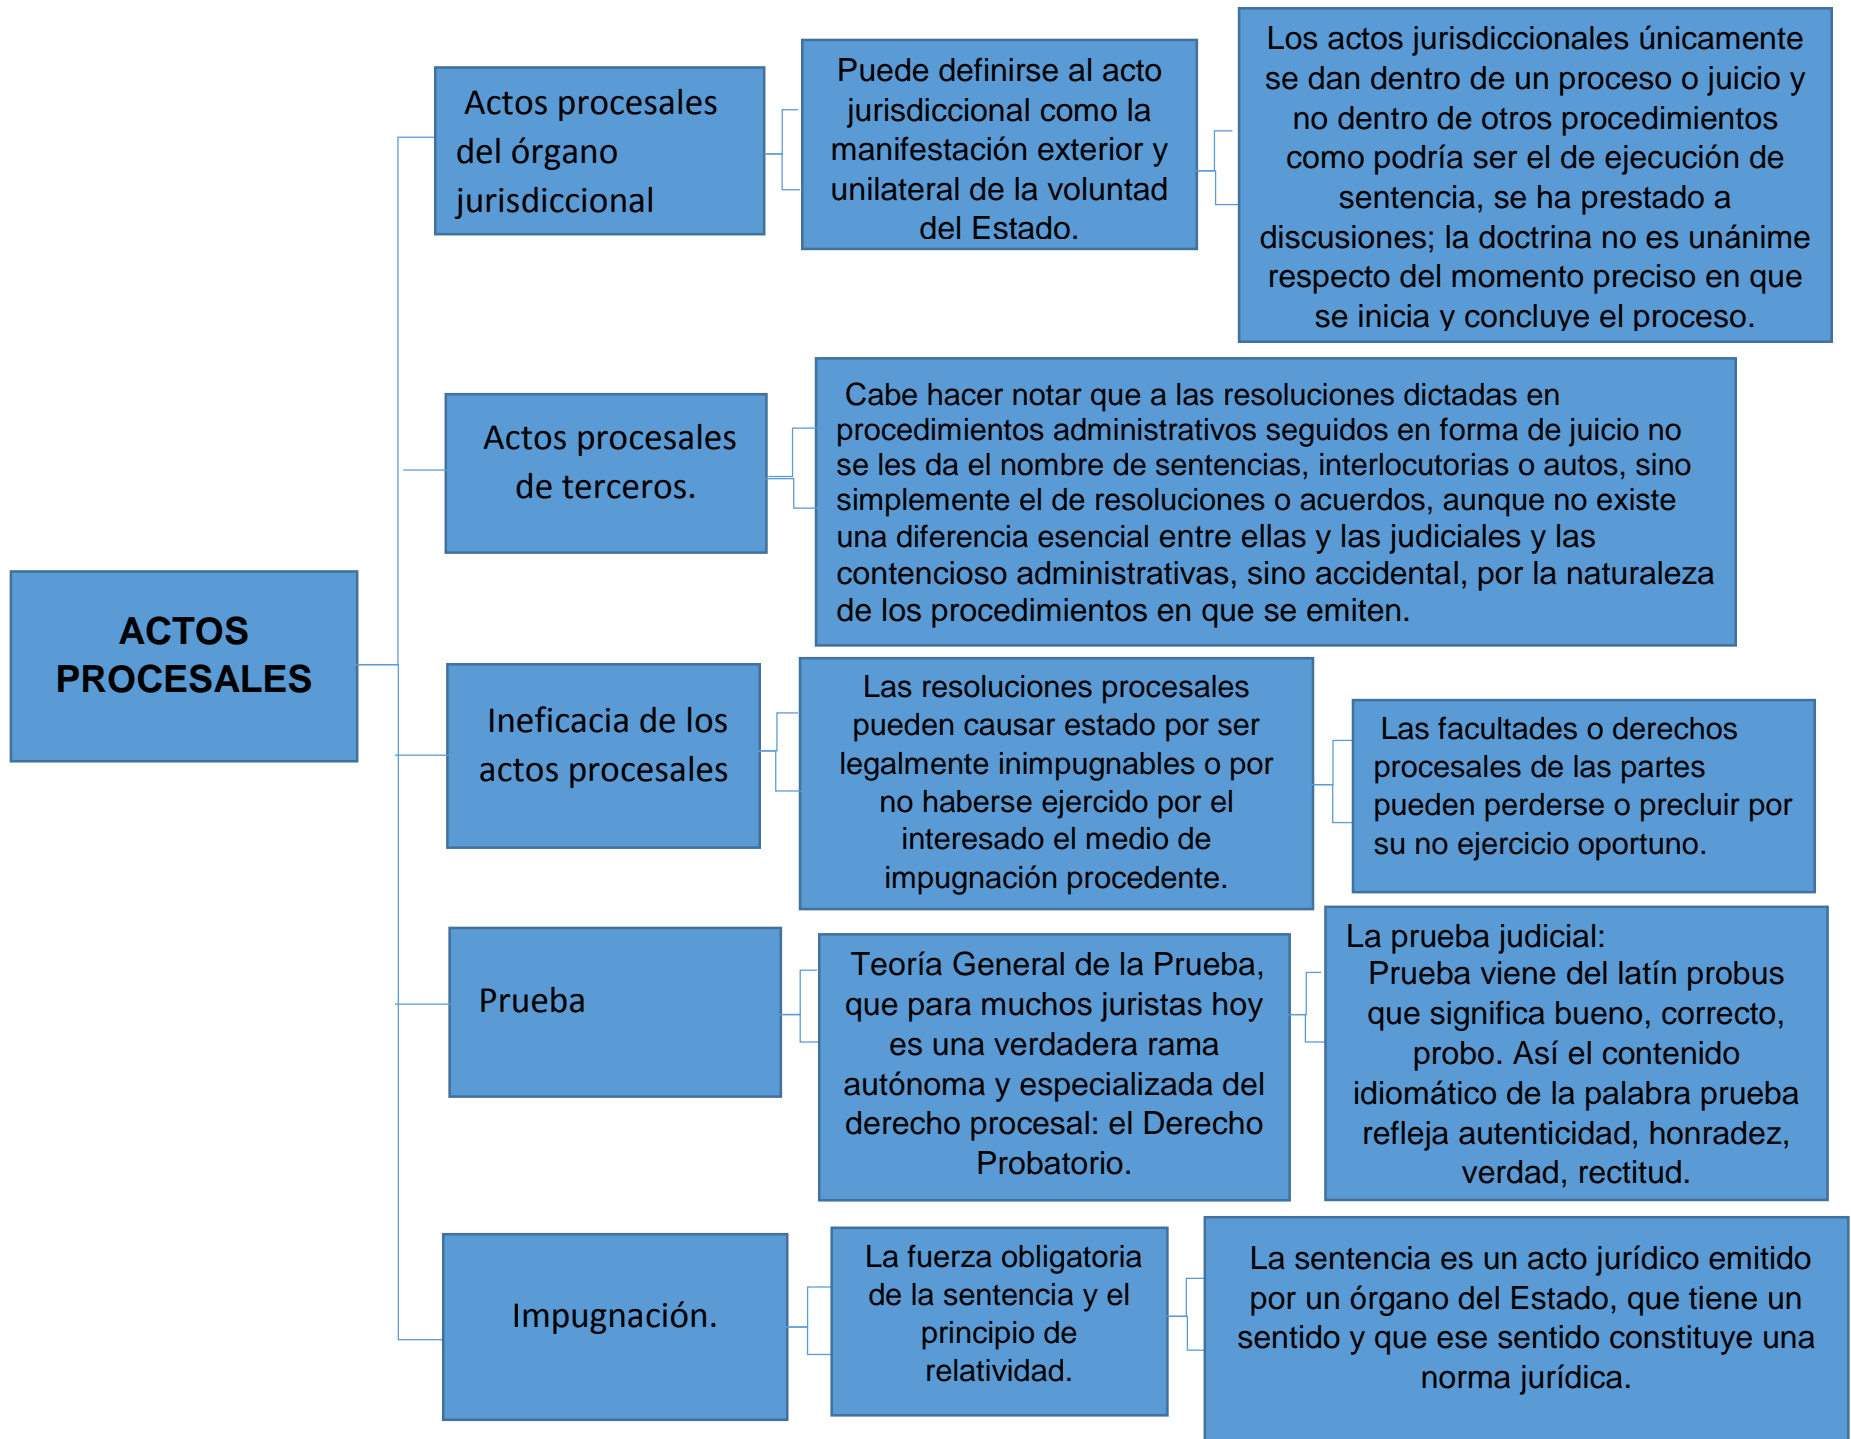 ACTOS
PROCESALES
Actos procesales
del órgano
jurisdiccional
Puede definirse al acto
jurisdiccional como la
manifestación exterior y
unilateral de la voluntad
del Estado.
Los actos jurisdiccionales únicamente
se dan dentro de un proceso o juicio y
no dentro de otros procedimientos
como podría ser el de ejecución de
sentencia, se ha prestado a
discusiones; la doctrina no es unánime
respecto del momento preciso en que
se inicia y concluye el proceso.
Actos procesales
de terceros.
Cabe hacer notar que a las resoluciones dictadas en
procedimientos administrativos seguidos en forma de juicio no
se les da el nombre de sentencias, interlocutorias o autos, sino
simplemente el de resoluciones o acuerdos, aunque no existe
una diferencia esencial entre ellas y las judiciales y las
contencioso administrativas, sino accidental, por la naturaleza
de los procedimientos en que se emiten.
Ineficacia de los
actos procesales
Las resoluciones procesales
pueden causar estado por ser
legalmente inimpugnables o por
no haberse ejercido por el
interesado el medio de
impugnación procedente.
Las facultades o derechos
procesales de las partes
pueden perderse o precluir por
su no ejercicio oportuno.
Prueba
Teoría General de la Prueba,
que para muchos juristas hoy
es una verdadera rama
autónoma y especializada del
derecho procesal: el Derecho
Probatorio.
La prueba judicial:
Prueba viene del latín probus
que significa bueno, correcto,
probo. Así el contenido
idiomático de la palabra prueba
refleja autenticidad, honradez,
verdad, rectitud.
Impugnación.
La fuerza obligatoria
de la sentencia y el
principio de
relatividad.
La sentencia es un acto jurídico emitido
por un órgano del Estado, que tiene un
sentido y que ese sentido constituye una
norma jurídica.